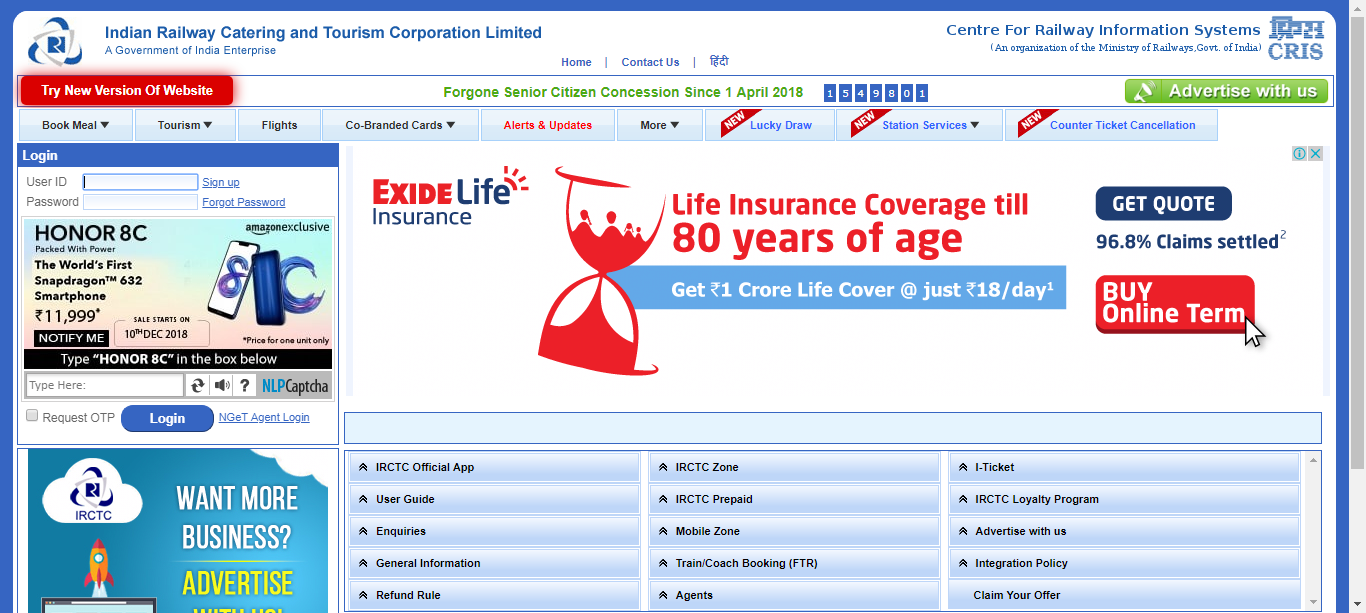 Indian Railway Catering and Tourism Corporation Limited
A Government of India Enterprise
Centre For Railway Information Systems
(An organization of the Ministry of Railways,Govt. of India)
CRIS
Home | Contact Us | हिंदी
Try New Version Of Website
Forgone Senior Citizen Concession Since 1 April 2018 1 5 4 9 8 0 1
Advertise with us
Book Meal
Tourism
Flights
Co-Branded Cards
Alerts & Updates
More
NEW Lucky Draw
NEW Station Services
NEW Counter Ticket Cancellation
Login
User ID
Sign up
Password
Forgot Password
HONOR 8C
amazonexclusive
Packed With Power
The World's First
Snapdragon™ 632
Smartphone
₹11,999*
SALE STARTS ON
10TH DEC 2018
NOTIFY ME
*Price for one unit only
Type "HONOR 8C" in the box below
Type Here:
?
NLPCaptcha
Request OTP
Login
NGeT Agent Login
IRCTC
WANT MORE
BUSINESS?
ADVERTISE
WITH US!
EXIDE Life
Insurance
Life Insurance Coverage till
80 years of age
Get ₹1 Crore Life Cover @ just ₹18/day1
GET QUOTE
96.8% Claims settled2
BUY
Online Term
IRCTC Official App
IRCTC Zone
I-Ticket
User Guide
IRCTC Prepaid
IRCTC Loyalty Program
Enquiries
Mobile Zone
Advertise with us
General Information
Train/Coach Booking (FTR)
Integration Policy
Refund Rule
Agents
Claim Your Offer